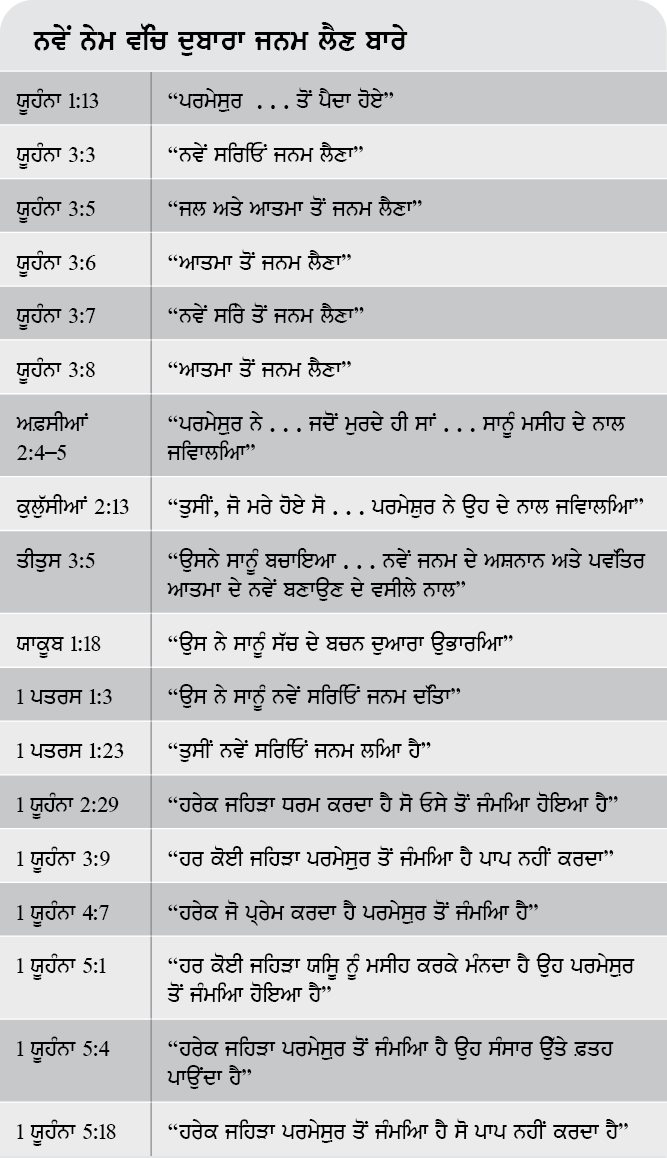 ਨਵੇਂ ਨੇਮ ਵਿੱਚ ਦੁਬਾਰਾ ਜਨਮ ਲੈਣ ਬਾਰੇ
ਯੂਹੰਨਾ 1:13 “ਪਰਮੇਸੁਰ . . . ਤੋਂ ਪੈਦਾ ਹੋਏ”
ਯੂਹੰਨਾ 3:3 “ਨਵੇਂ ਸਿਰਿਓਂ ਜਨਮ ਲੈਣਾ”
ਯੂਹੰਨਾ 3:5 “ਜਲ ਅਤੇ ਆਤਮਾ ਤੋਂ ਜਨਮ ਲੈਣਾ”
ਯੂਹੰਨਾ 3:6 “ਆਤਮਾ ਤੋਂ ਜਨਮ ਲੈਣਾ”
ਯੂਹੰਨਾ 3:7 “ਨਵੇਂ ਸਿਰੇ ਤੋਂ ਜਨਮ ਲੈਣਾ”
ਯੂਹੰਨਾ 3:8 “ਆਤਮਾ ਤੋਂ ਜਨਮ ਲੈਣਾ”
ਅਫ਼ਸੀਆਂ 2:4–5 “ਪਰਮੇਸੁਰ ਨੇ . . . ਜਦੋਂ ਮੁਰਦੇ ਹੀ ਸਾਂ . . . ਸਾਨੂੰ ਮਸੀਹ ਦੇ ਨਾਲ
ਜਿਵਾਲਿਆ”
ਕੁਲੁੱਸੀਆਂ 2:13 “ਤੁਸੀਂ, ਜੋ ਮਰੇ ਹੋਏ ਸੋ . . . ਪਰਮੇਸ਼ੁਰ ਨੇ ਉਹ ਦੇ ਨਾਲ ਜਿਵਾਲਿਆ”
ਤੀਤੁਸ 3:5 “ਉਸਨੇ ਸਾਨੂੰ ਬਚਾਇਆ . . . ਨਵੇਂ ਜਨਮ ਦੇ ਅਸ਼ਨਾਨ ਅਤੇ ਪਵਿੱਤਰ
ਆਤਮਾ ਦੇ ਨਵੇਂ ਬਣਾਉਣ ਦੇ ਵਸੀਲੇ ਨਾਲ”
ਯਾਕੂਬ 1:18 “ਉਸ ਨੇ ਸਾਨੂੰ ਸੱਚ ਦੇ ਬਚਨ ਦੁਆਰਾ ਉਭਾਰਿਆ”
1 ਪਤਰਸ 1:3 “ਉਸ ਨੇ ਸਾਨੂੰ ਨਵੇਂ ਸਿਰਿਓਂ ਜਨਮ ਦਿੱਤਾ”
1 ਪਤਰਸ 1:23 “ਤੁਸੀਂ ਨਵੇਂ ਸਿਰਿਓਂ ਜਨਮ ਲਿਆ ਹੈ”
1 ਯੂਹੰਨਾ 2:29 “ਹਰੇਕ ਜਿਹੜਾ ਧਰਮ ਕਰਦਾ ਹੈ ਸੋ ਓਸੇ ਤੋਂ ਜੰਮਿਆ ਹੋਇਆ ਹੈ”
1 ਯੂਹੰਨਾ 3:9 “ਹਰ ਕੋਈ ਜਿਹੜਾ ਪਰਮੇਸੁਰ ਤੋਂ ਜੰਮਿਆ ਹੈ ਪਾਪ ਨਹੀਂ ਕਰਦਾ”
1 ਯੂਹੰਨਾ 4:7 “ਹਰੇਕ ਜੋ ਪ੍ਰੇਮ ਕਰਦਾ ਹੈ ਪਰਮੇਸੁਰ ਤੋਂ ਜੰਮਿਆ ਹੈ”
1 ਯੂਹੰਨਾ 5:1 “ਹਰ ਕੋਈ ਜਿਹੜਾ ਯਿਸੂ ਨੂੰ ਮਸੀਹ ਕਰਕੇ ਮੰਨਦਾ ਹੈ ਉਹ ਪਰਮੇਸੁਰ
ਤੋਂ ਜੰਮਿਆ ਹੋਇਆ ਹੈ”
1 ਯੂਹੰਨਾ 5:4 “ਹਰੇਕ ਜਿਹੜਾ ਪਰਮੇਸੁਰ ਤੋਂ ਜੰਮਿਆ ਹੈ ਉਹ ਸੰਸਾਰ ਉੱਤੇ ਫ਼ਤਹ
ਪਾਉਂਦਾ ਹੈ”
1 ਯੂਹੰਨਾ 5:18 “ਹਰੇਕ ਜਿਹੜਾ ਪਰਮੇਸੁਰ ਤੋਂ ਜੰਮਿਆ ਹੈ ਸੋ ਪਾਪ ਨਹੀਂ ਕਰਦਾ ਹੈ”